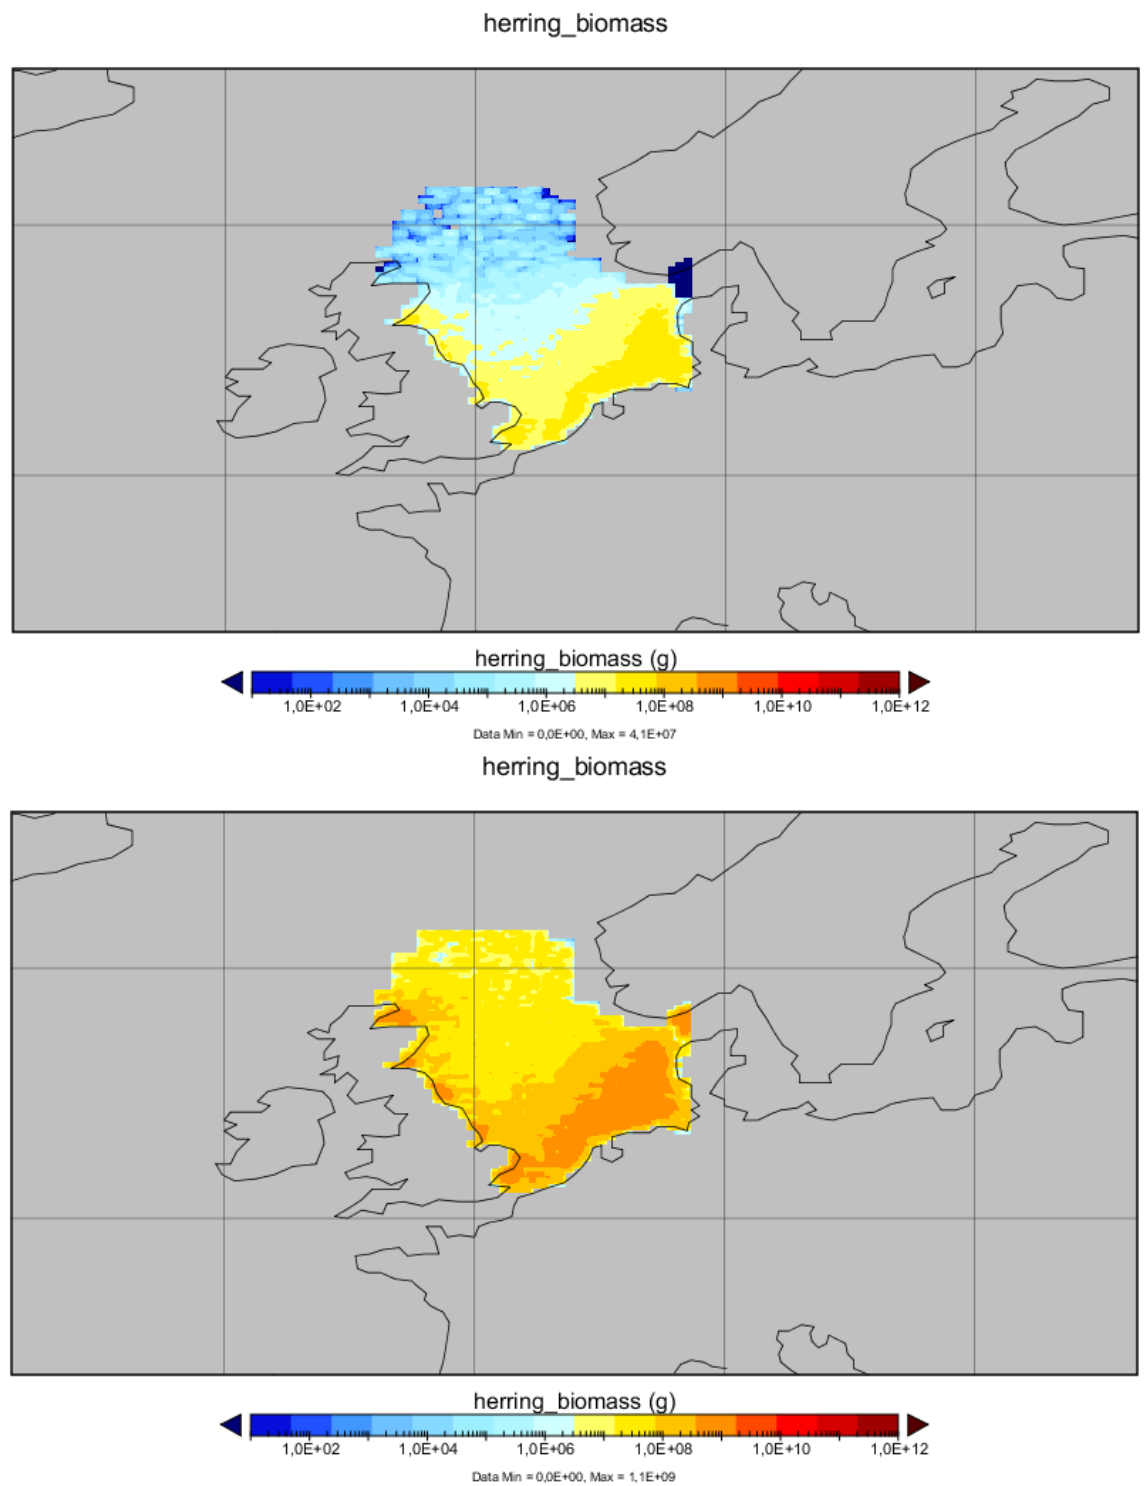 herring_biomass
herring_biomass (g)
1,0E+02 1,0E+04 1,0E+06 1,0E+08 1,0E+10 1,0E+12
Data Min = 0,0E+00, Max = 4,1E+07
herring_biomass
herring_biomass (g)
1,0E+02 1,0E+04 1,0E+06 1,0E+08 1,0E+10 1,0E+12
Data Min = 0,0E+00, Max = 1,1E+09